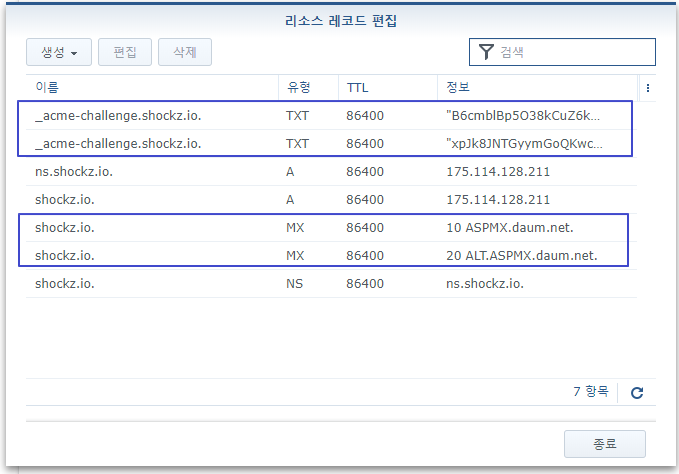 리소스 레코드 편집
생성 편집 삭제 검색
이름 유형 TTL 정보
_acme-challenge.shockz.io. TXT 86400 "B6cmblBp5O38kCuZ6k...
_acme-challenge.shockz.io. TXT 86400 "xpJk8JNTGyymGoQKwc...
ns.shockz.io. A 86400 175.114.128.211
shockz.io. A 86400 175.114.128.211
shockz.io. MX 86400 10 ASPMX.daum.net.
shockz.io. MX 86400 20 ALT.ASPMX.daum.net.
shockz.io. NS 86400 ns.shockz.io.
7 항목
종료